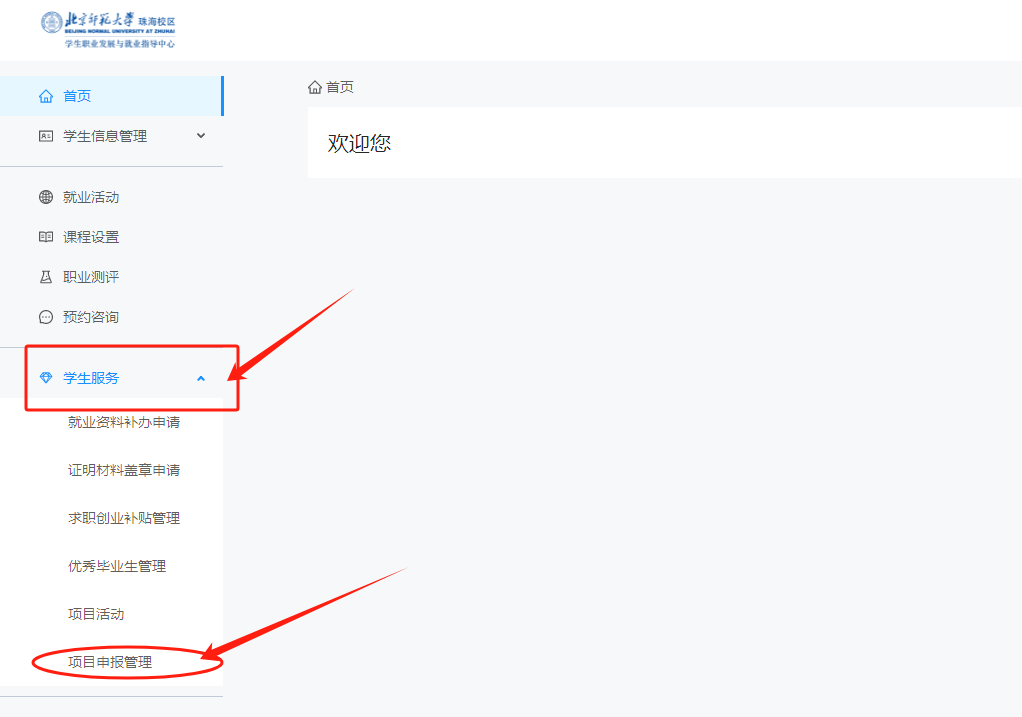 北京师范大学 珠海校区
BEIJING NORMAL UNIVERSITY AT ZHUHAI
学生职业发展与就业指导中心
首页
学生信息管理
就业活动
课程设置
职业测评
预约咨询
学生服务
就业资料补办申请
证明材料盖章申请
求职创业补贴管理
优秀毕业生管理
项目活动
项目申报管理
首页
欢迎您